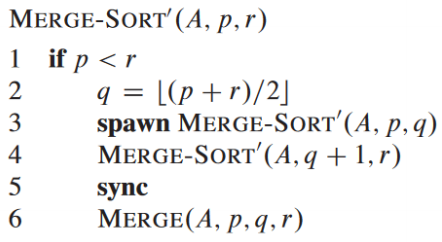 MERGE-SORT′(A, p, r)
1 if p < r
2 q = ⌊(p + r)/2⌋
3 spawn MERGE-SORT′(A, p, q)
4 MERGE-SORT′(A, q + 1, r)
5 sync
6 MERGE(A, p, q, r)